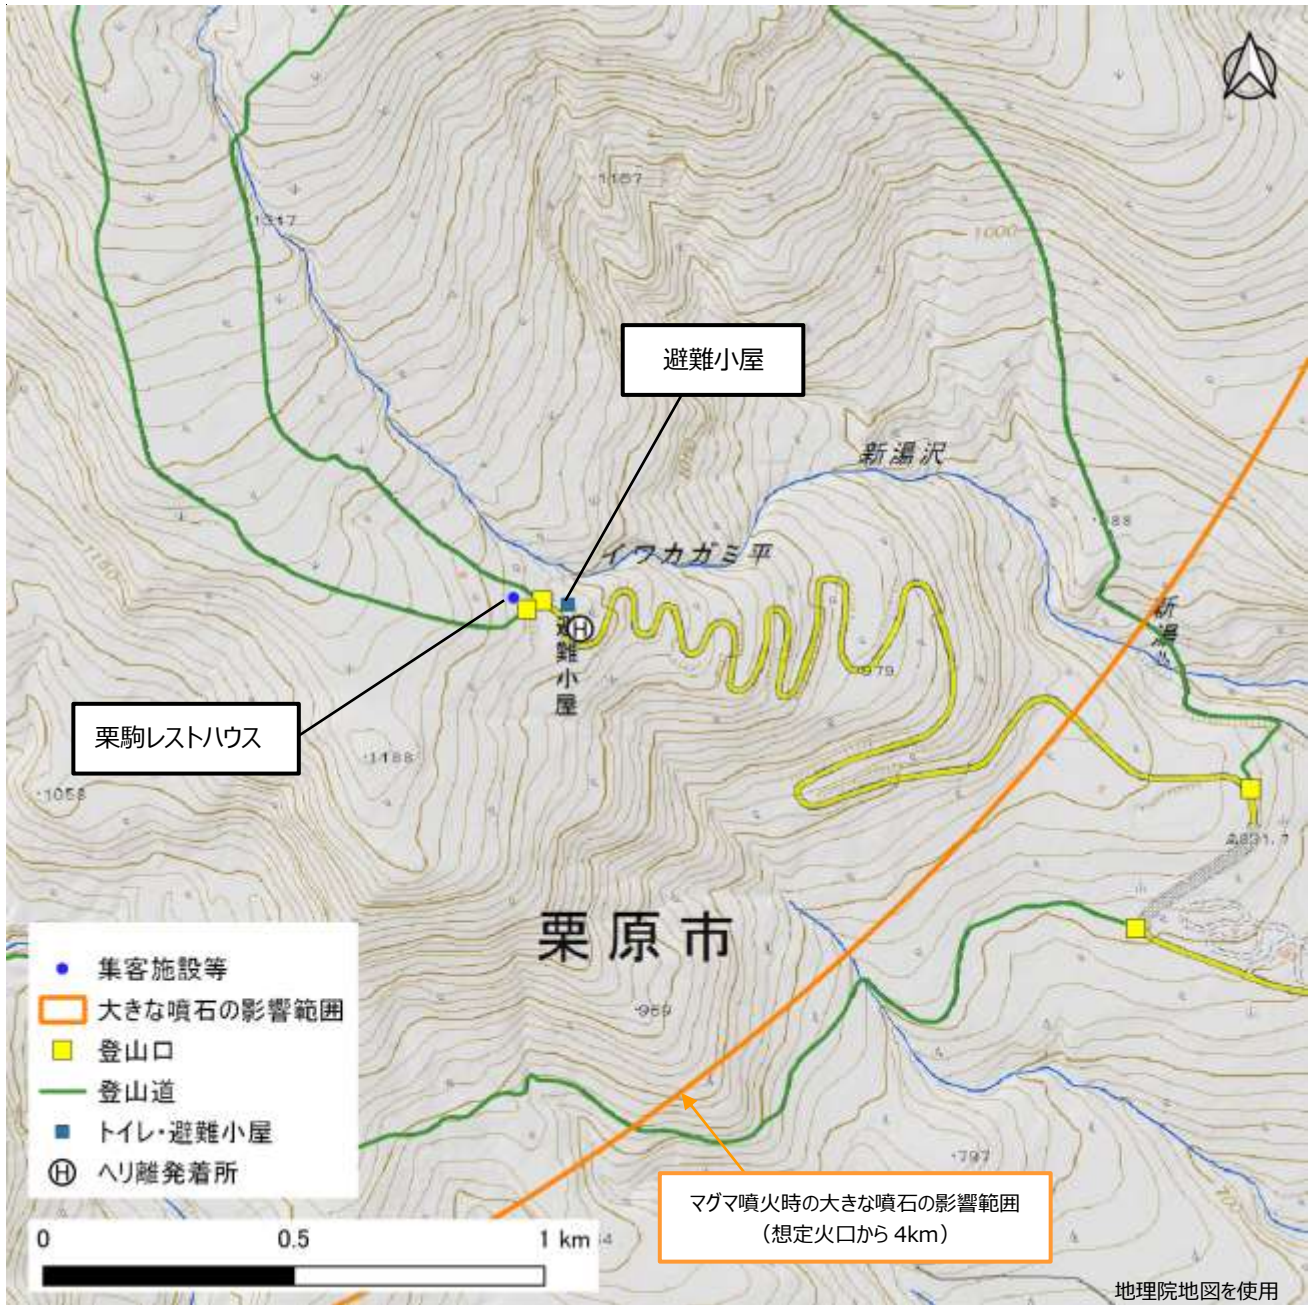 1187
1317
1000
避難小屋
新湯沢
1180
1000
イワカガミ平
避難小屋
H
979
新湯沢
栗駒レストハウス
1188
1058
栗原市
集客施設等
大きな噴石の影響範囲
登山口
登山道
トイレ・避難小屋
H ヘリ離発着所
969
797
マグマ噴火時の大きな噴石の影響範囲
（想定火口から 4km）
0 0.5 1 km
地理院地図を使用